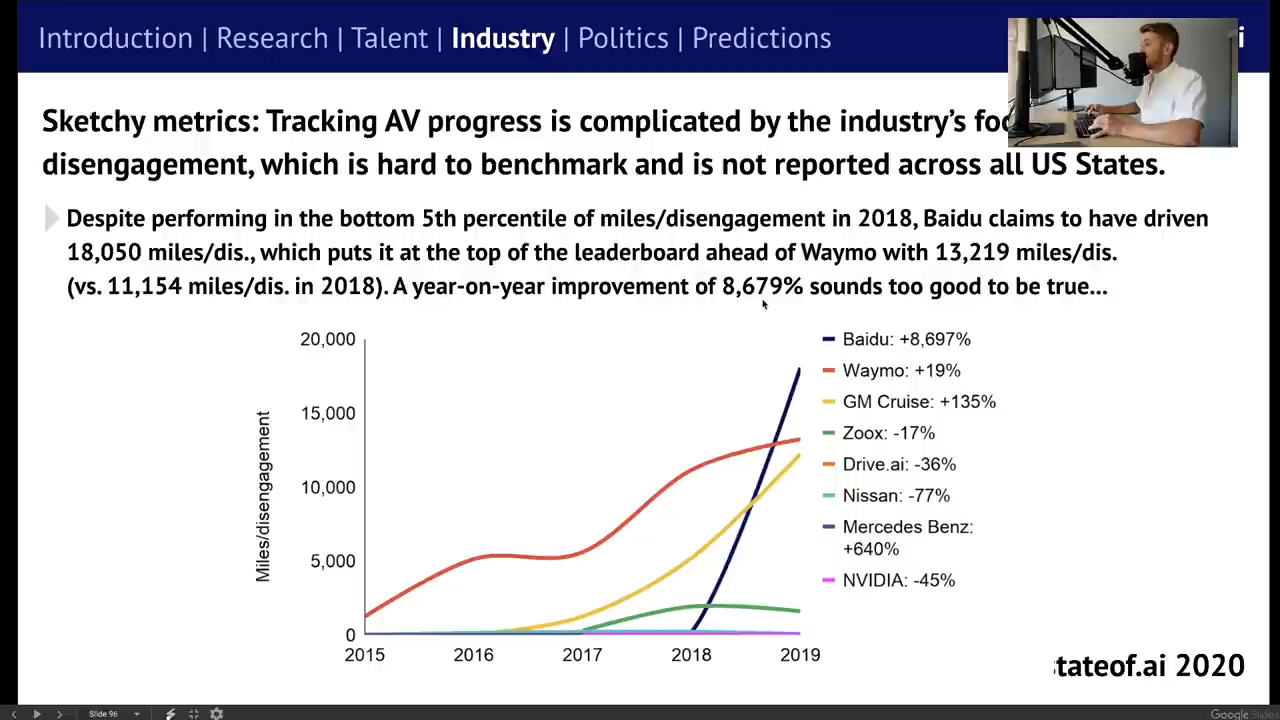 Introduction | Research | Talent | Industry | Politics | Predictions
i
Sketchy metrics: Tracking AV progress is complicated by the industry's
disengagement, which is hard to benchmark and is not reported across all US States.
Despite performing in the bottom 5th percentile of miles/disengagement in 2018, Baidu claims to have driven
18,050 miles/dis., which puts it at the top of the leaderboard ahead of Waymo with 13,219 miles/dis.
(vs. 11,154 miles/dis. in 2018). A year-on-year improvement of 8,679% sounds too good to be true...
Miles/disengagement
20,000
15,000
10,000
5,000
0
2015 2016 2017 2018 2019
Baidu: +8,697%
Waymo: +19%
GM Cruise: +135%
Zoox: -17%
Drive.ai: -36%
Nissan: -77%
Mercedes Benz:
+640%
NVIDIA: -45%
tateof.ai 2020
Slide 96
Google Slides